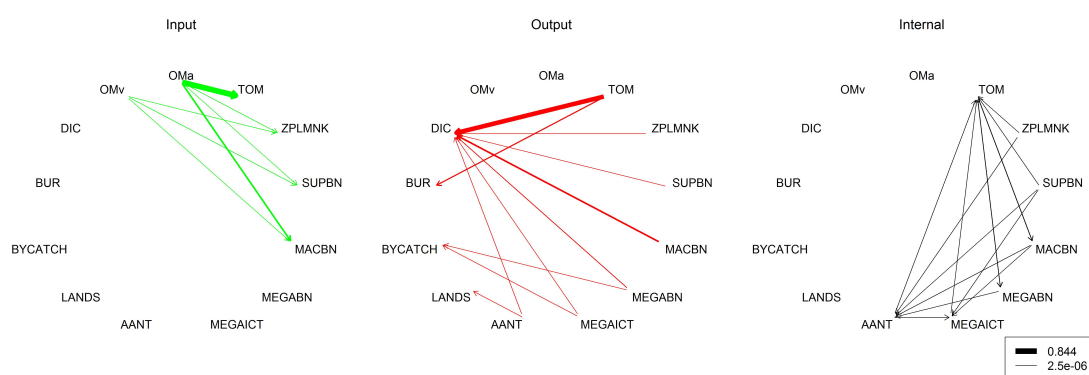 Input
OMa
OMv
TOM
DIC
ZPLMNK
BUR
SUPBN
BYCATCH
MACBN
LANDS
MEGABN
AANT
MEGAICT
Output
OMa
OMv
TOM
DIC
ZPLMNK
BUR
SUPBN
BYCATCH
MACBN
LANDS
MEGABN
AANT
MEGAICT
Internal
OMa
OMv
TOM
DIC
ZPLMNK
BUR
SUPBN
BYCATCH
MACBN
LANDS
MEGABN
AANT
MEGAICT
0.844
2.5e-06